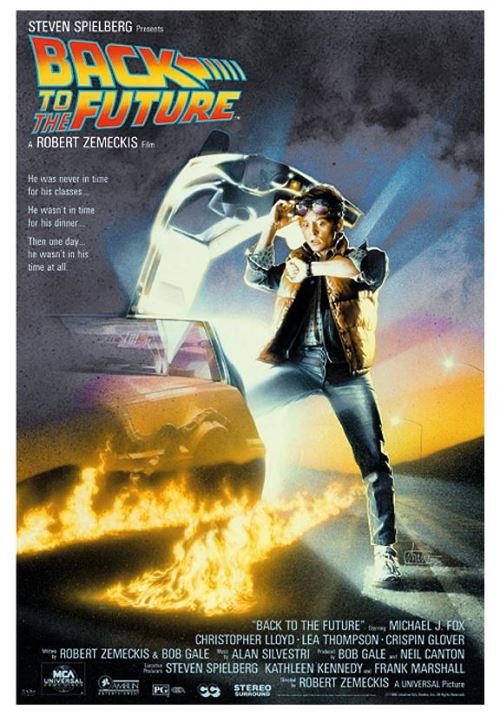 STEVEN SPIELBERG Presents
BACK
TO
THE FUTURE
A ROBERT ZEMECKIS Film
He was never in time
for his classes...
He wasn't in time
for his dinner...
Then one day...
he wasn't in his
time at all.
"BACK TO THE FUTURE" Starring MICHAEL J. FOX
CHRISTOPHER LLOYD · LEA THOMPSON · CRISPIN GLOVER
Written by ROBERT ZEMECKIS & BOB GALE Music by ALAN SILVESTRI Produced by BOB GALE and NEIL CANTON
Executive Producers STEVEN SPIELBERG KATHLEEN KENNEDY and FRANK MARSHALL
Directed by ROBERT ZEMECKIS A UNIVERSAL Picture
MCA
UNIVERSAL
AMBLIN
ENTERTAINMENT
PG
STEREO
SURROUND